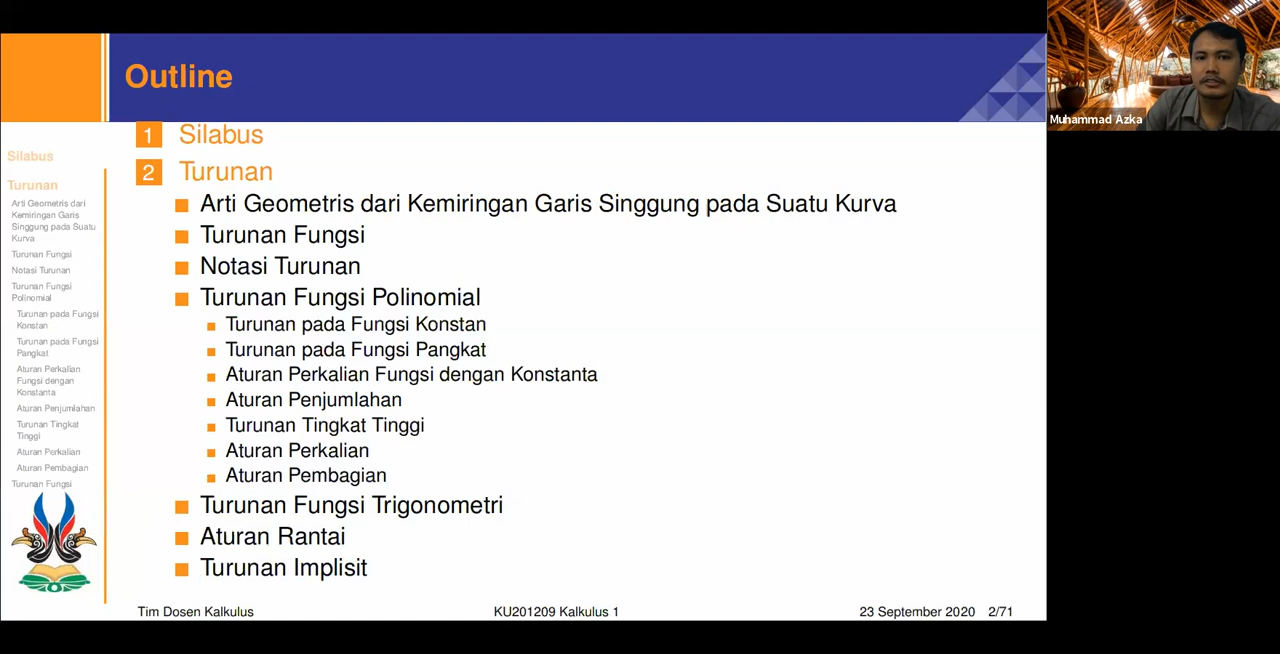 Outline
Muhammad Azka
1 Silabus
2 Turunan
Arti Geometris dari Kemiringan Garis Singgung pada Suatu Kurva
Turunan Fungsi
Notasi Turunan
Turunan Fungsi Polinomial
Turunan pada Fungsi Konstan
Turunan pada Fungsi Pangkat
Aturan Perkalian Fungsi dengan Konstanta
Aturan Penjumlahan
Turunan Tingkat Tinggi
Aturan Perkalian
Aturan Pembagian
Turunan Fungsi Trigonometri
Aturan Rantai
Turunan Implisit
Silabus
Turunan
Arti Geometris dari
Kemiringan Garis
Singgung pada Suatu
Kurva
Turunan Fungsi
Notasi Turunan
Turunan Fungsi
Polinomial
Turunan pada Fungsi
Konstan
Turunan pada Fungsi
Pangkat
Aturan Perkalian
Fungsi dengan
Konstanta
Aturan Penjumlahan
Turunan Tingkat
Tinggi
Aturan Perkalian
Aturan Pembagian
Turunan Fungsi
Tim Dosen Kalkulus
KU201209 Kalkulus 1
23 September 2020 2/71